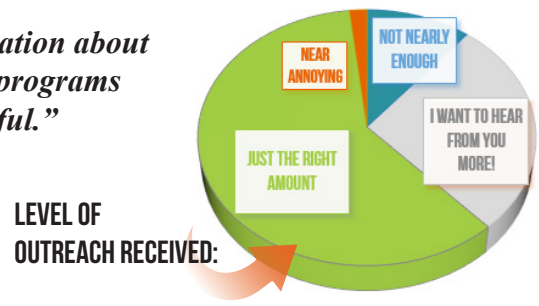 ation about
programs
ful.”
LEVEL OF
OUTREACH RECEIVED:
NEAR
ANNOYING
NOT NEARLY
ENOUGH
I WANT TO HEAR
FROM YOU
MORE!
JUST THE RIGHT
AMOUNT